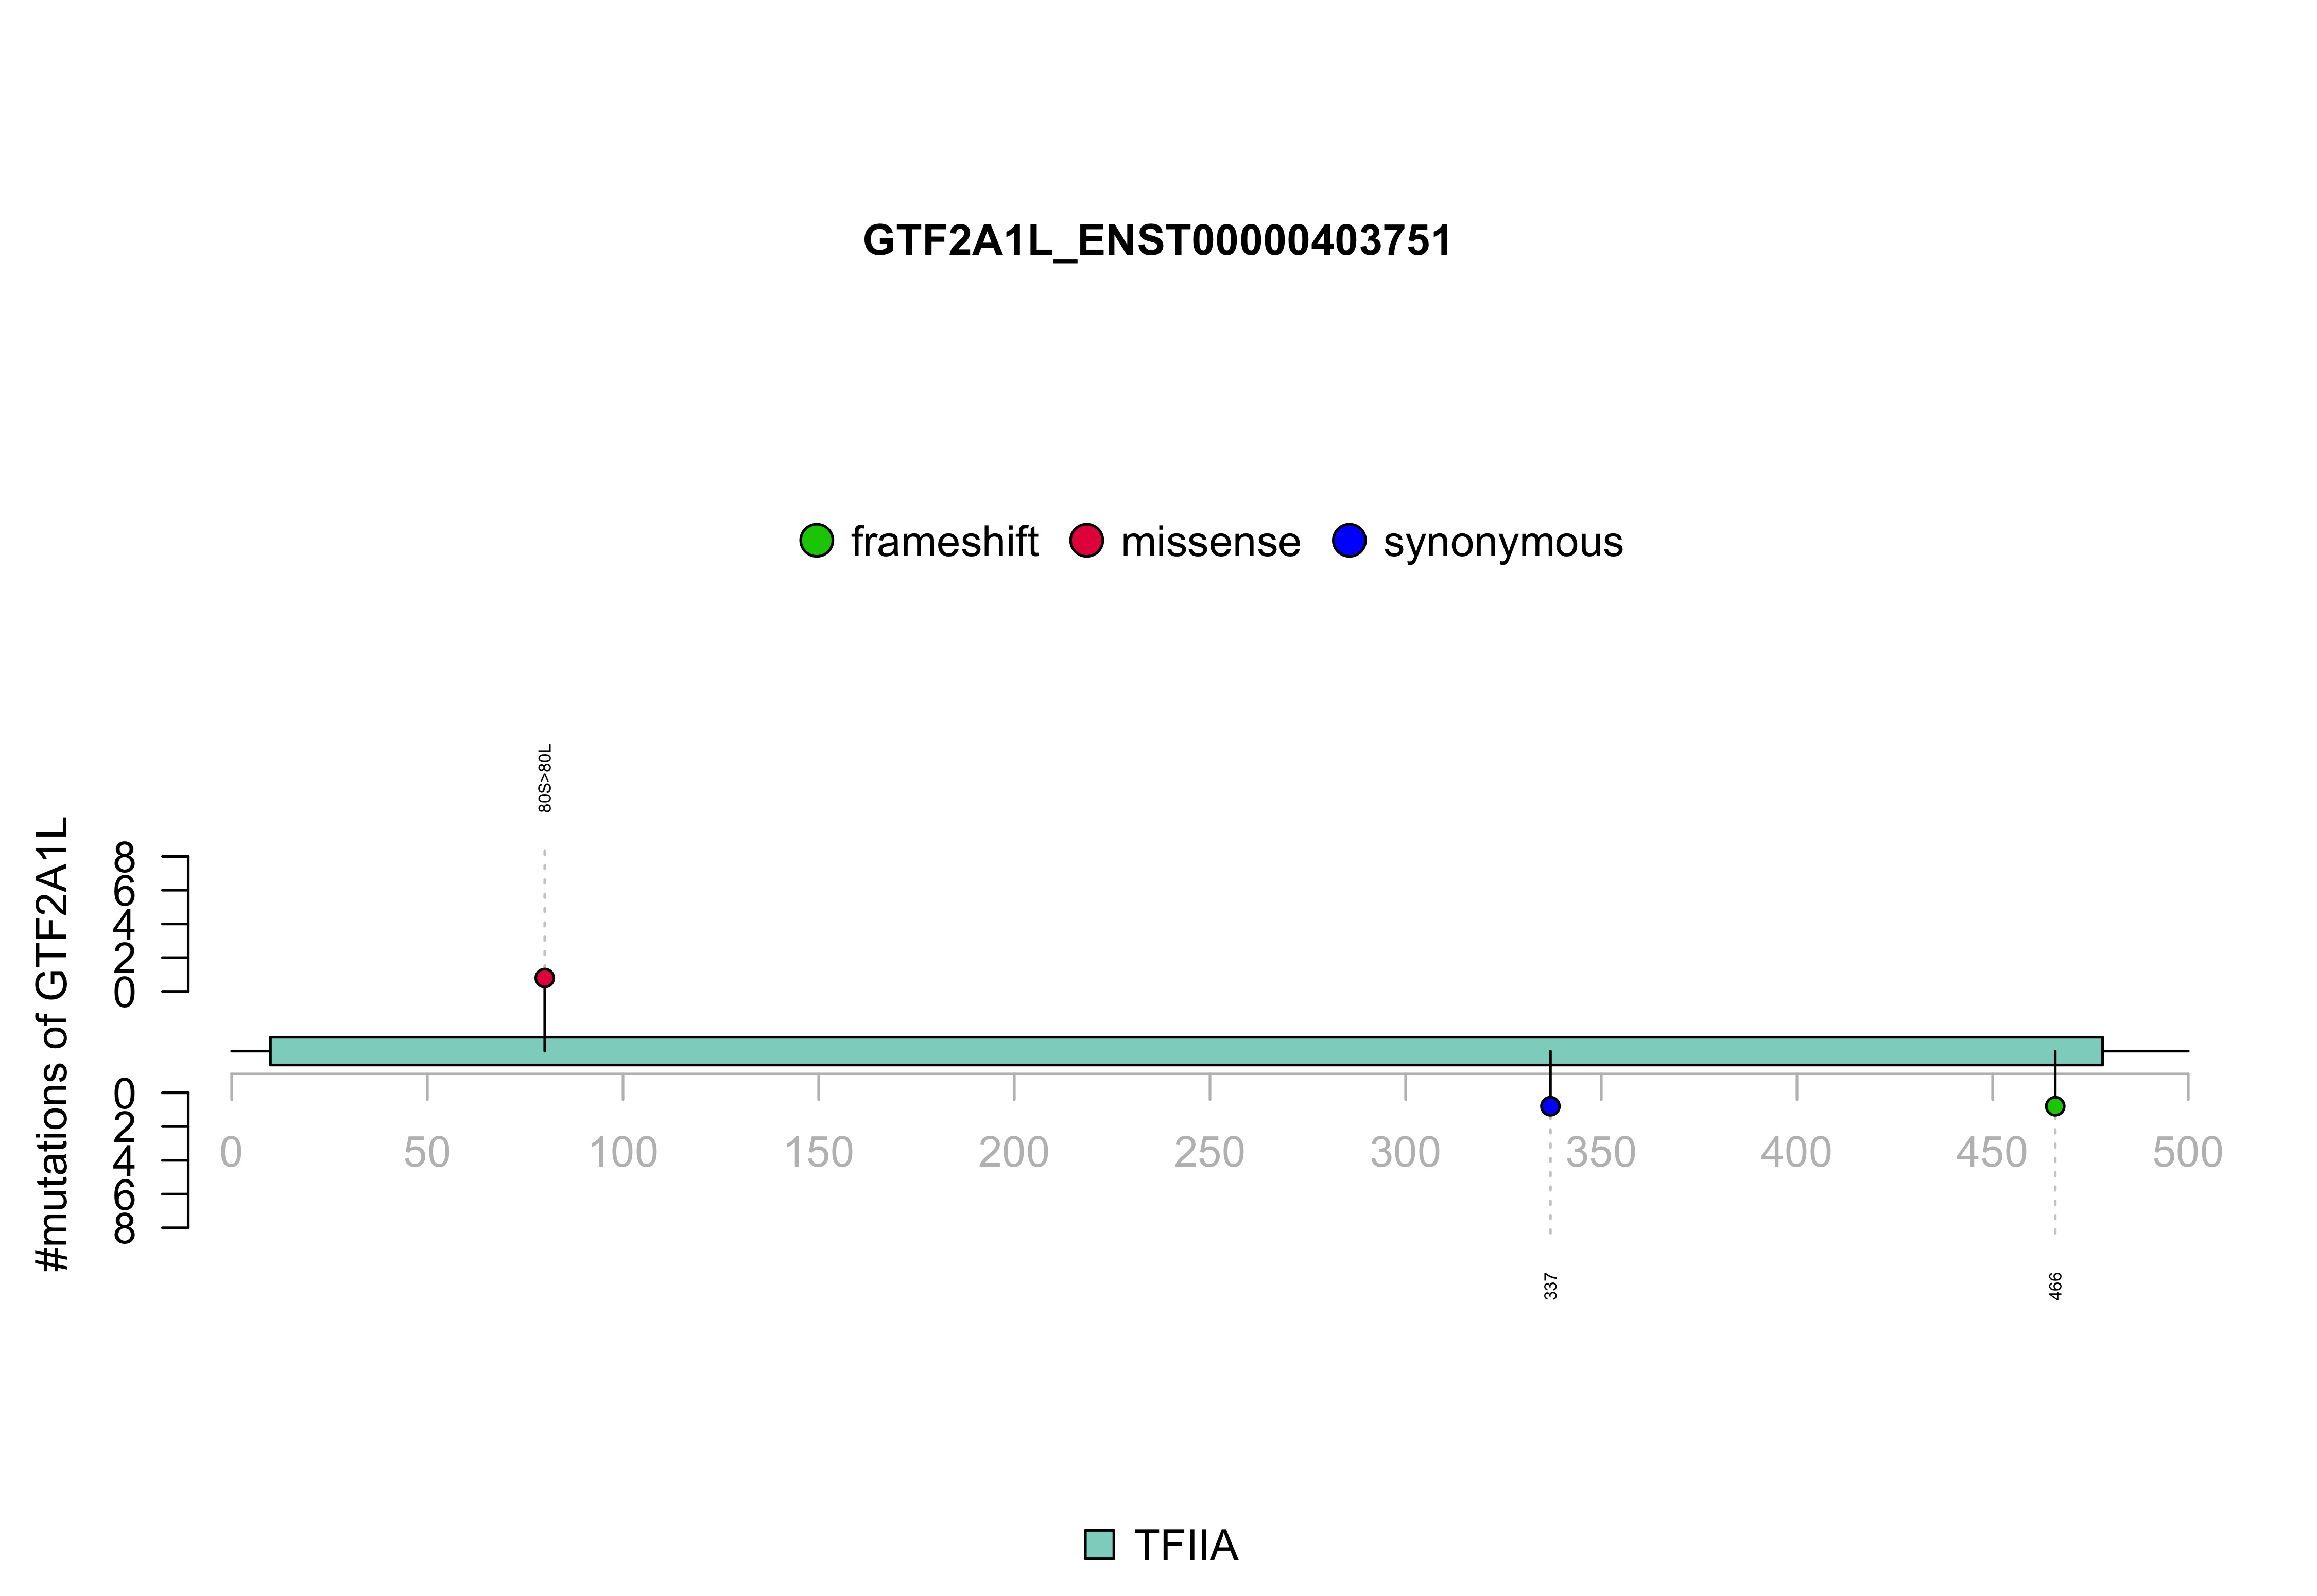 GTF2A1L_ENST00000403751
frameshift missense synonymous
80S>80L
#mutations of GTF2A1L
8
6
4
2
0
0
2
4
6
8
0 50 100 150 200 250 300 350 400 450 500
337
466
TFIIA